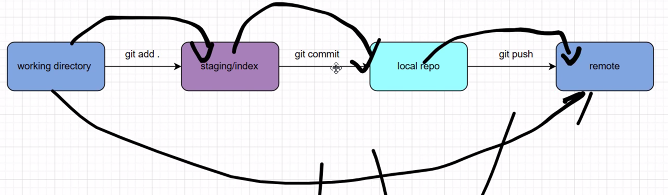 git add .
git commit
git push
working directory
staging/index
local repo
remote